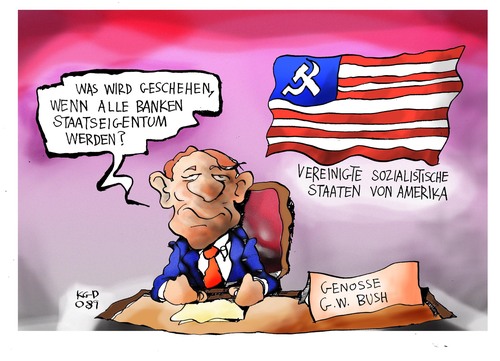 WAS WIRD GESCHEHEN,
WENN ALLE BANKEN
STAATSEIGENTUM
WERDEN?
VEREINIGTE SOZIALISTISCHE
STAATEN VON AMERIKA
GENOSSE
G.W. BUSH